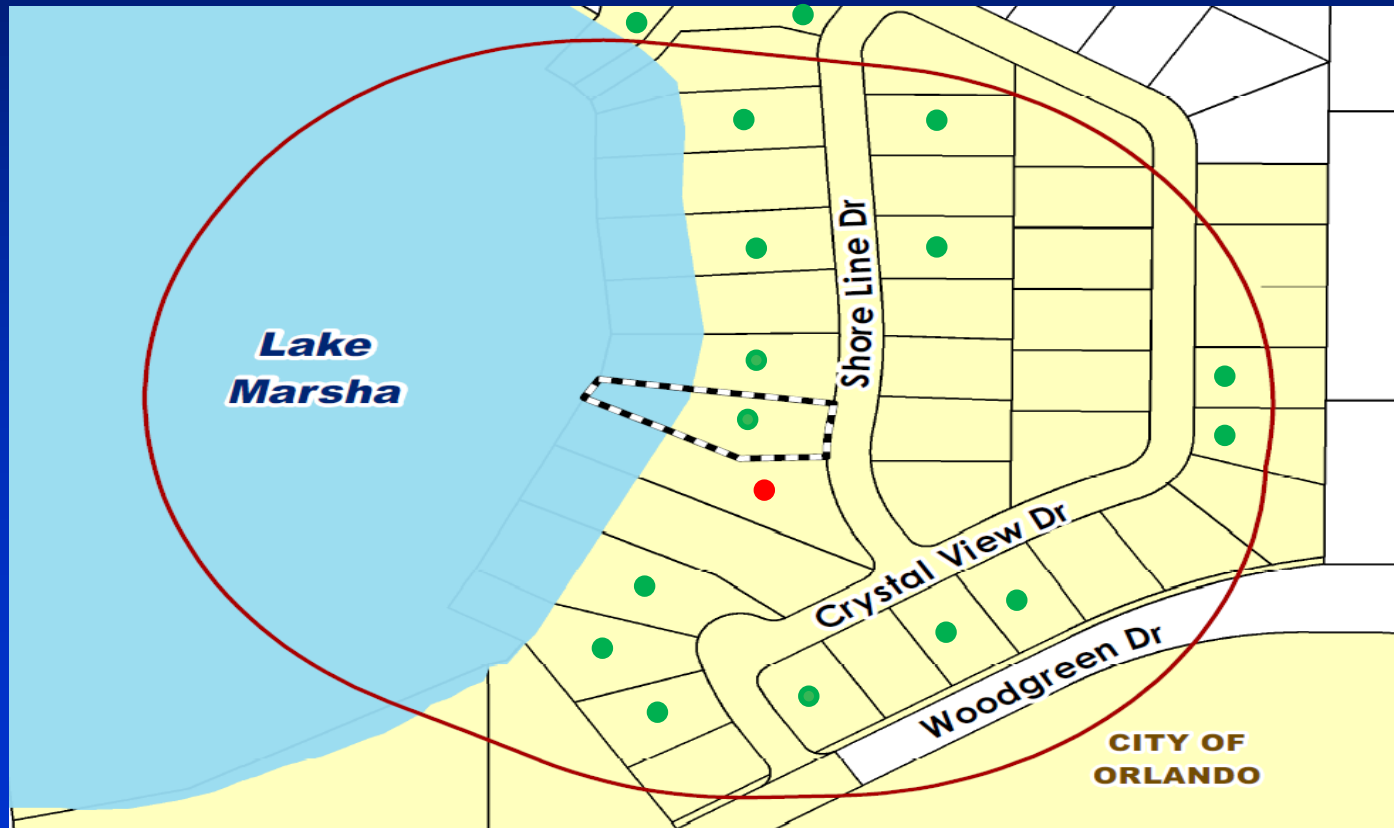 Shore Line Dr
Lake
Marsha
Crystal View Dr
Woodgreen Dr
CITY OF
ORLANDO